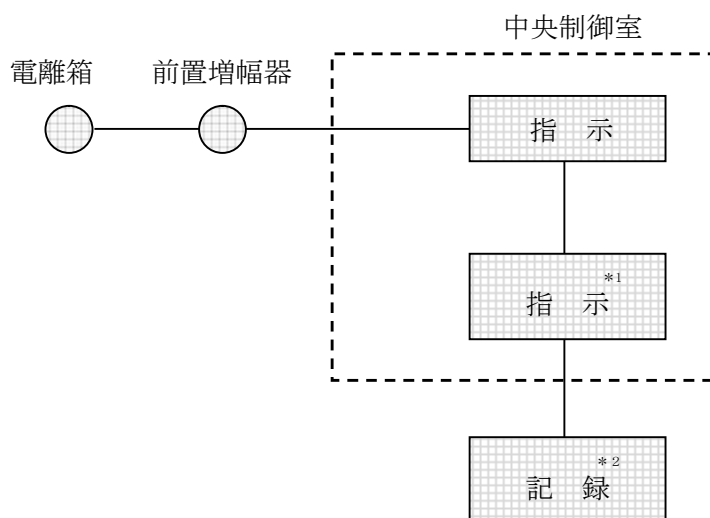 中央制御室
電離箱 前置増幅器
指 示
指 示*1
記 録*2